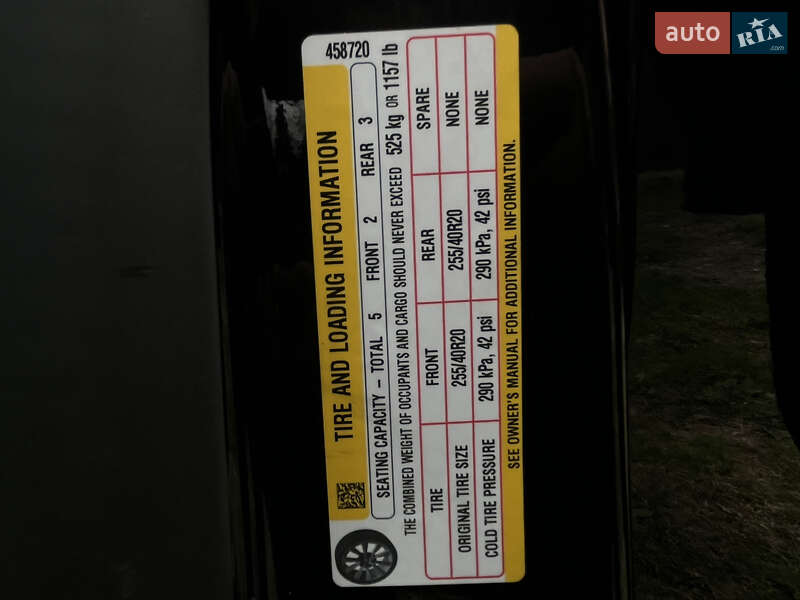 auto RIA .com
458720
TIRE AND LOADING INFORMATION
SEATING CAPACITY – TOTAL 5 FRONT 2 REAR 3
THE COMBINED WEIGHT OF OCCUPANTS AND CARGO SHOULD NEVER EXCEED 525 kg OR 1157 lb
TIRE FRONT REAR SPARE
ORIGINAL TIRE SIZE 255/40R20 255/40R20 NONE
COLD TIRE PRESSURE 290 kPa, 42 psi 290 kPa, 42 psi NONE
SEE OWNER'S MANUAL FOR ADDITIONAL INFORMATION.